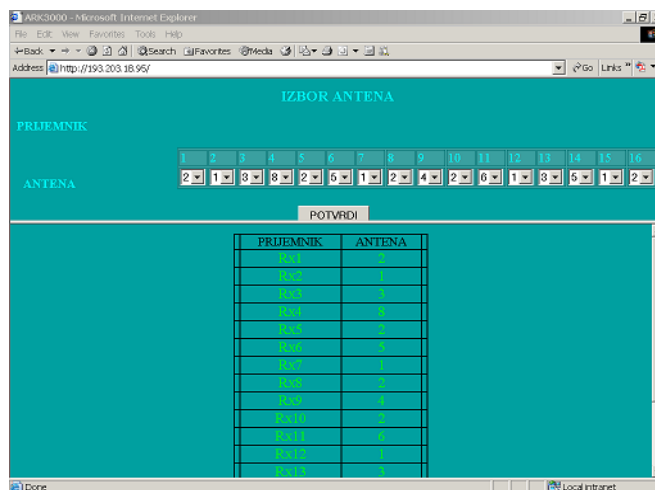 ARK3000 - Microsoft Internet Explorer
File Edit View Favorites Tools Help
Back Search Favorites Media
Address http://193.203.18.95/ Go Links »
IZBOR ANTENA
PRIJEMNIK
1 2 3 4 5 6 7 8 9 10 11 12 13 14 15 16
ANTENA 2 1 3 8 2 5 1 2 4 2 6 1 3 5 1 2
POTVRDI
PRIJEMNIK ANTENA
Rx1 2
Rx2 1
Rx3 3
Rx4 8
Rx5 2
Rx6 5
Rx7 1
Rx8 2
Rx9 4
Rx10 2
Rx11 6
Rx12 1
Rx13 3
Done Local intranet